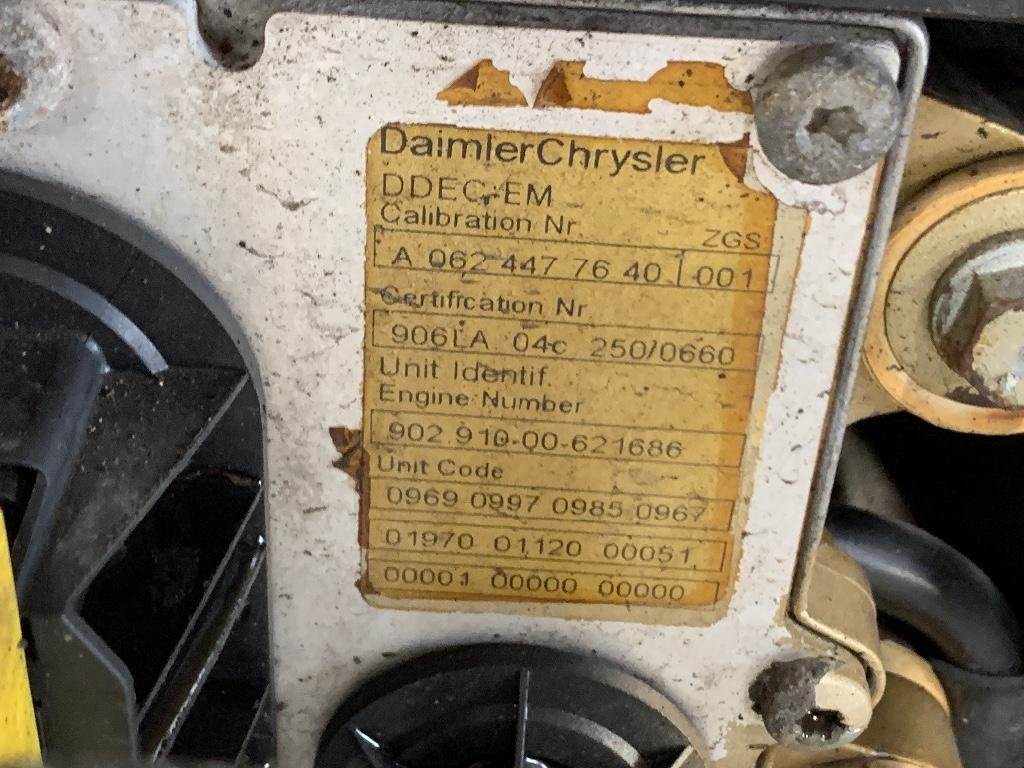 DaimlerChrysler
DDEC-EM
Calibration Nr
ZGS
A 062 447 76 40 001
Certification Nr
906LA 04c 250/0660
Unit Identif.
Engine Number
902.910-00-621686
Unit Code
0969 0997 0985 0967
01970 01120 00051
00001 00000 00000